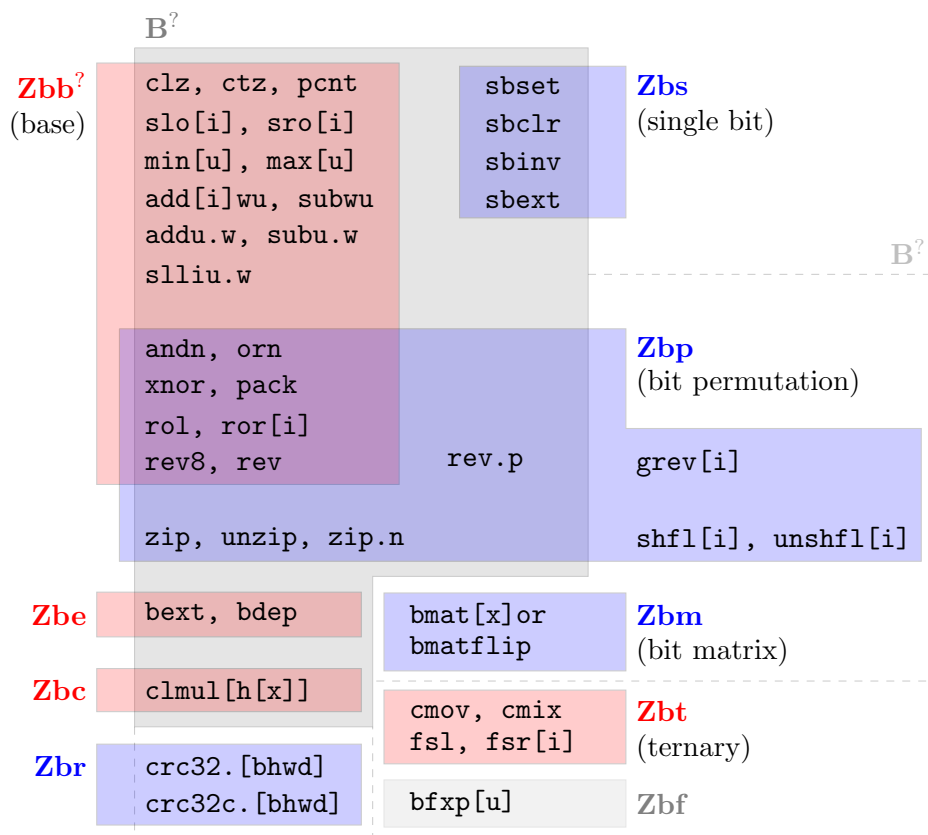 B?
Zbb?
(base)
clz, ctz, pcnt
slo[i], sro[i]
min[u], max[u]
add[i]wu, subwu
addu.w, subu.w
slliu.w
sbset
sbclr
sbinv
sbext
Zbs
(single bit)
B?
andn, orn
xnor, pack
rol, ror[i]
rev8, rev
rev.p
grev[i]
Zbp
(bit permutation)
zip, unzip, zip.n
shfl[i], unshfl[i]
Zbe
bext, bdep
bmat[x]or
bmatflip
Zbm
(bit matrix)
Zbc
clmul[h[x]]
cmov, cmix
fsl, fsr[i]
Zbt
(ternary)
Zbr
crc32.[bhwd]
crc32c.[bhwd]
bfxp[u]
Zbf